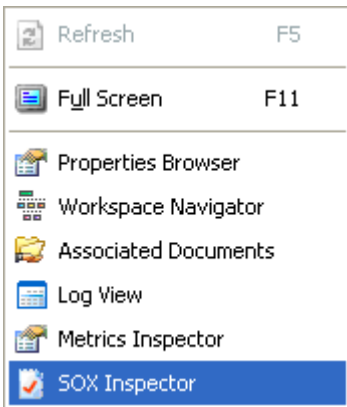 Refresh F5
Full Screen F11
Properties Browser
Workspace Navigator
Associated Documents
Log View
Metrics Inspector
SOX Inspector